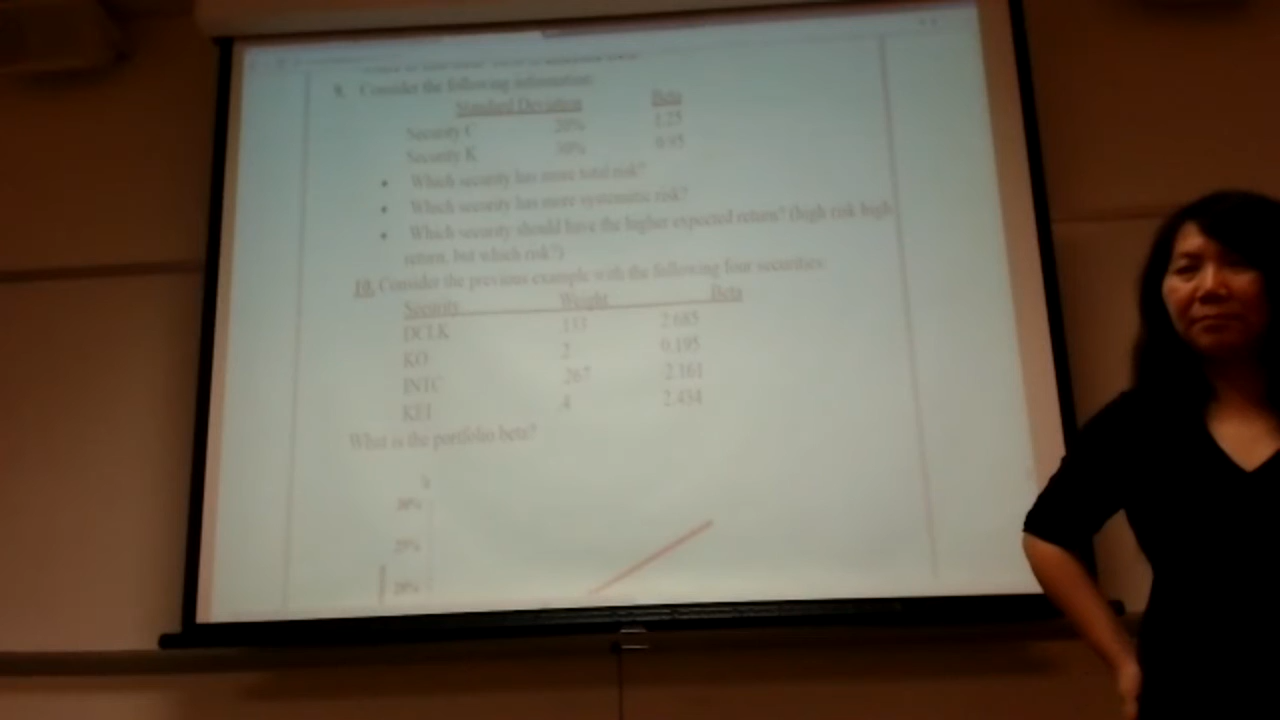 9. Consider the following information:
Standard Deviation Beta
Security C 20% 1.25
Security K 30% 0.95
• Which security has more total risk?
• Which security has more systematic risk?
• Which security should have the higher expected return? (high risk high
return, but which risk?)
10. Consider the previous example with the following four securities:
Security Weight Beta
DCLK .133 2.685
KO .2 0.195
INTC .267 2.161
KEI .4 2.434
What is the portfolio beta?
30%
25%
20%